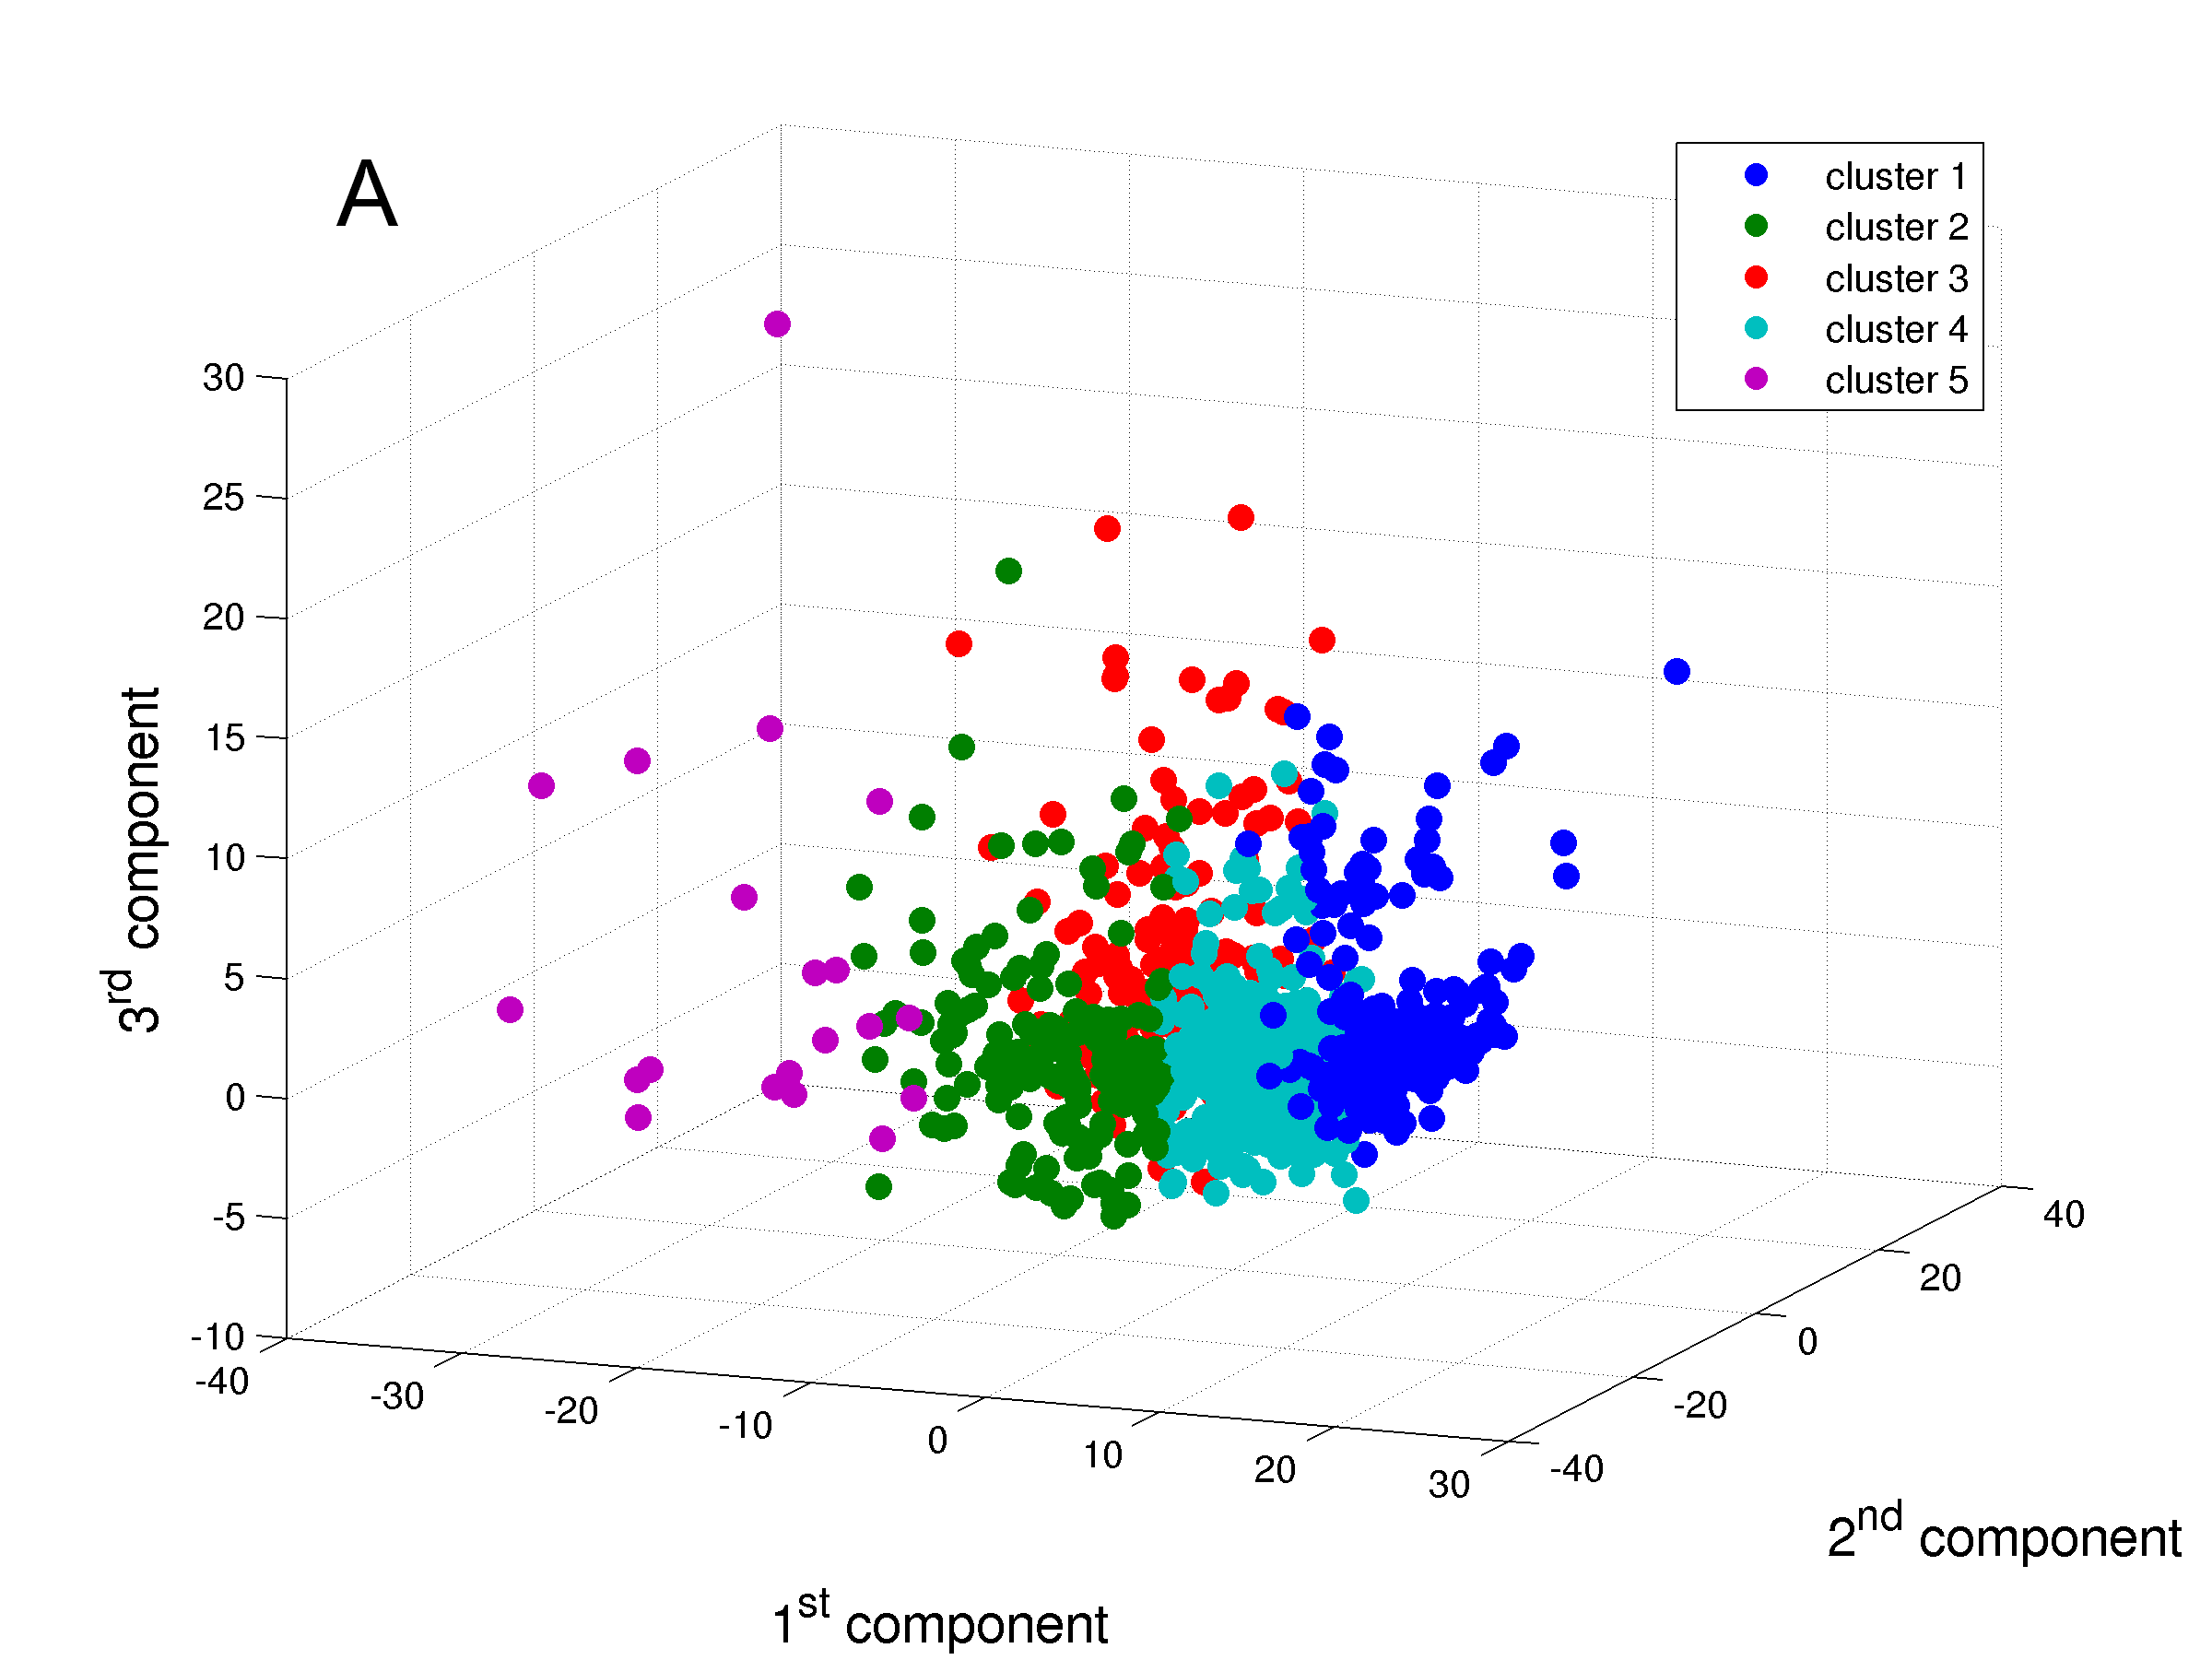 A
cluster 1
cluster 2
cluster 3
cluster 4
cluster 5
30
25
20
15
10
5
0
-5
-10
3rd component
-40
-30
-20
-10
0
10
20
30
1st component
-40
-20
0
20
40
2nd component